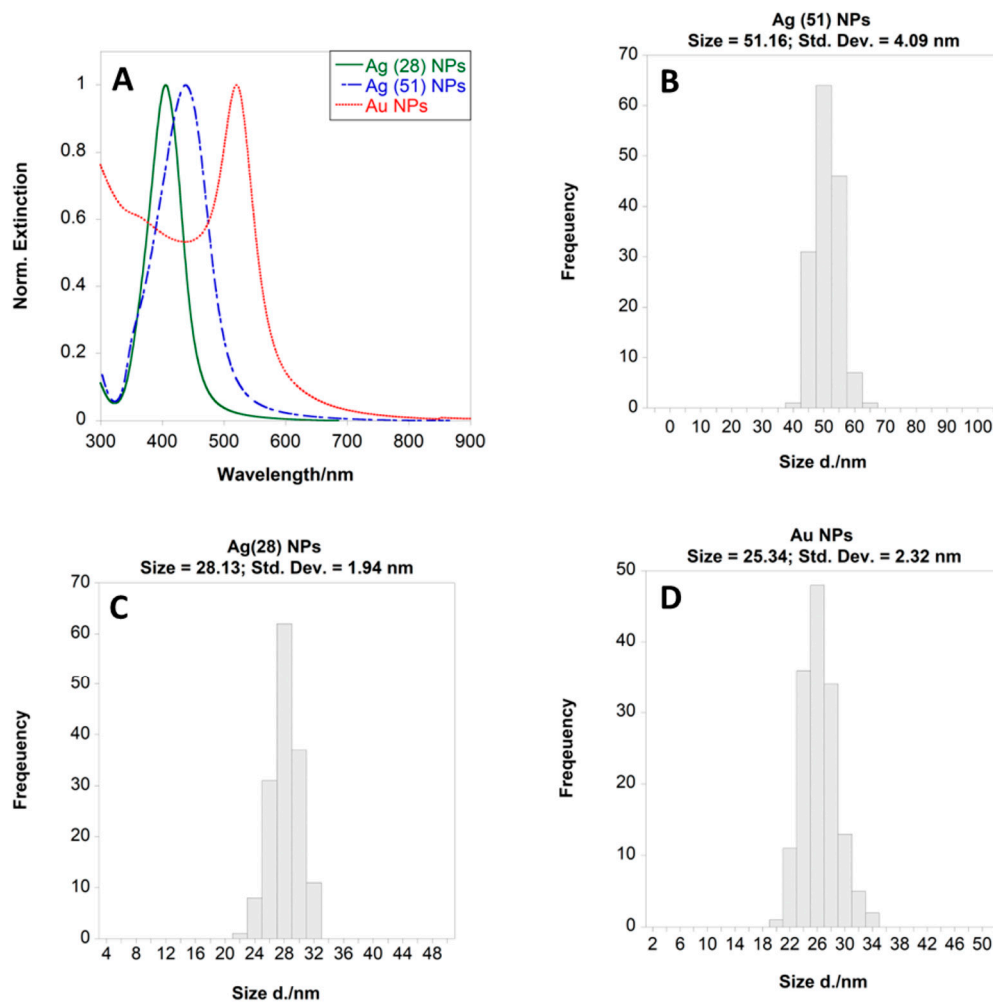 A
Ag (28) NPs
Ag (51) NPs
Au NPs
1
0.8
0.6
0.4
0.2
0
Norm. Extinction
300 400 500 600 700 800 900
Wavelength/nm
Ag (51) NPs
Size = 51.16; Std. Dev. = 4.09 nm
B
70
60
50
40
30
20
10
0
Freqeuency
0 10 20 30 40 50 60 70 80 90 100
Size d./nm
Ag(28) NPs
Size = 28.13; Std. Dev. = 1.94 nm
C
70
60
50
40
30
20
10
0
Freqeuency
4 8 12 16 20 24 28 32 36 40 44 48
Size d./nm
Au NPs
Size = 25.34; Std. Dev. = 2.32 nm
D
50
40
30
20
10
0
Freqeuency
2 6 10 14 18 22 26 30 34 38 42 46 50
Size d./nm